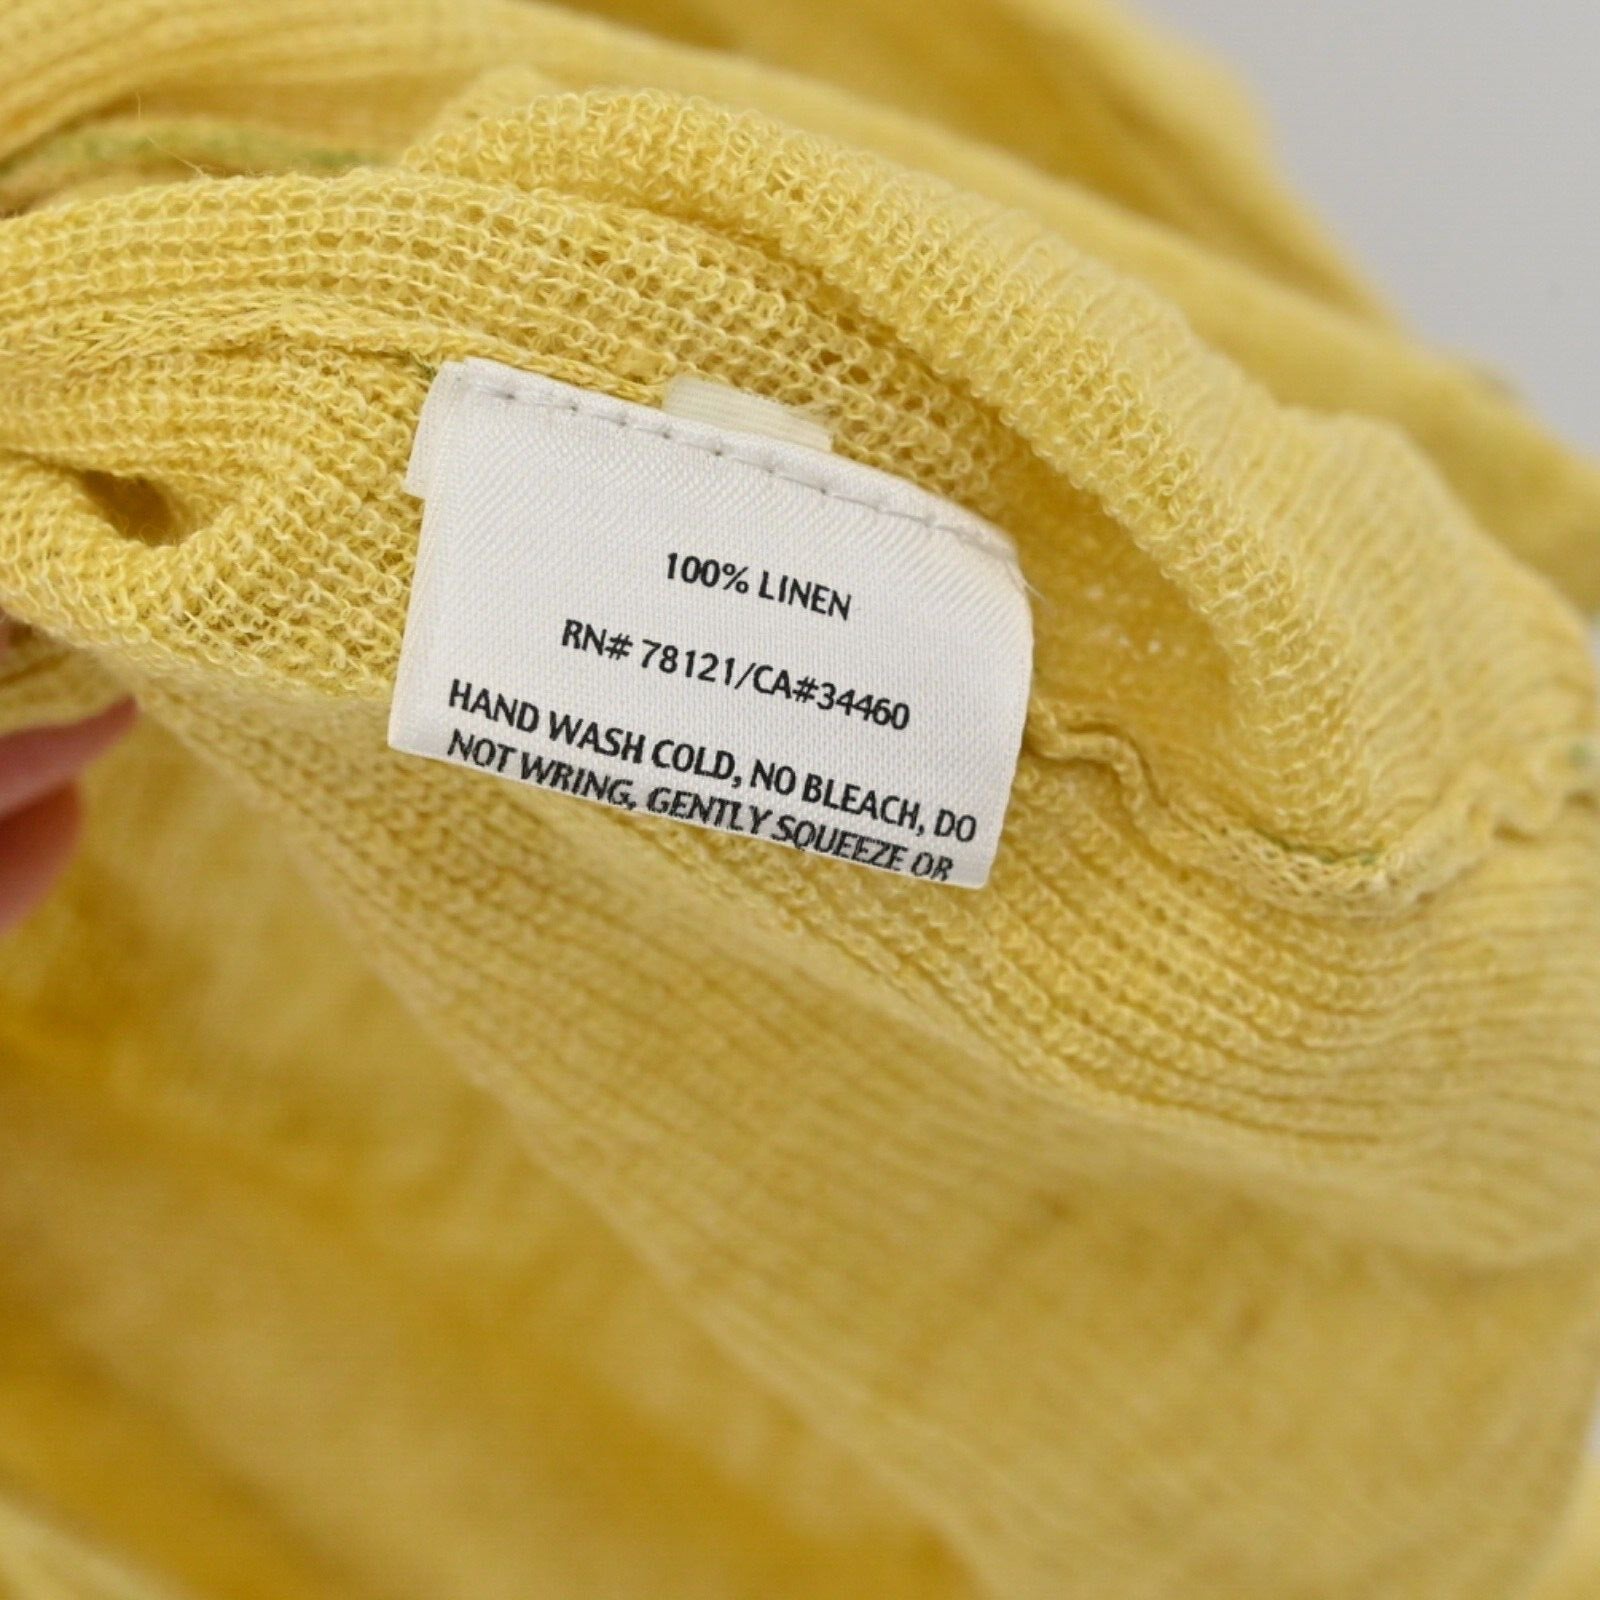 100% LINEN
RN# 78121/CA#34460
HAND WASH COLD, NO BLEACH, DO
NOT WRING, GENTLY SQUEEZE OR